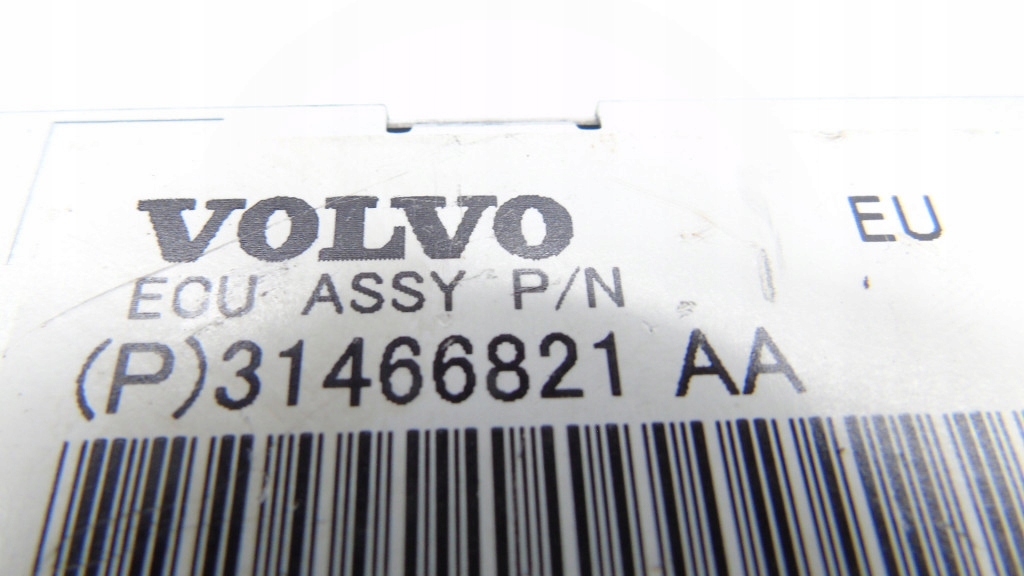 VOLVO EU
ECU ASSY P/N
(P)31466821 AA